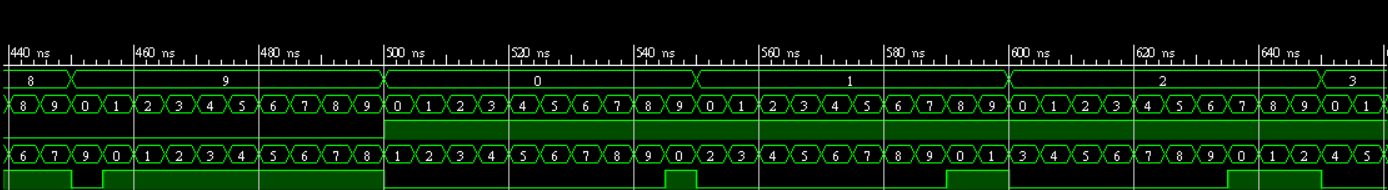 440 ns 460 ns 480 ns 500 ns 520 ns 540 ns 560 ns 580 ns 600 ns 620 ns 640 ns
8 9 0 1 2 3
8 9 0 1 2 3 4 5 6 7 8 9 0 1 2 3 4 5 6 7 8 9 0 1 2 3 4 5 6 7 8 9 0 1 2 3 4 5 6 7 8 9 0 1
6 7 9 0 1 2 3 4 5 6 7 8 1 2 3 4 5 6 7 8 9 0 2 3 4 5 6 7 8 9 0 1 3 4 5 6 7 8 9 0 1 2 4 5